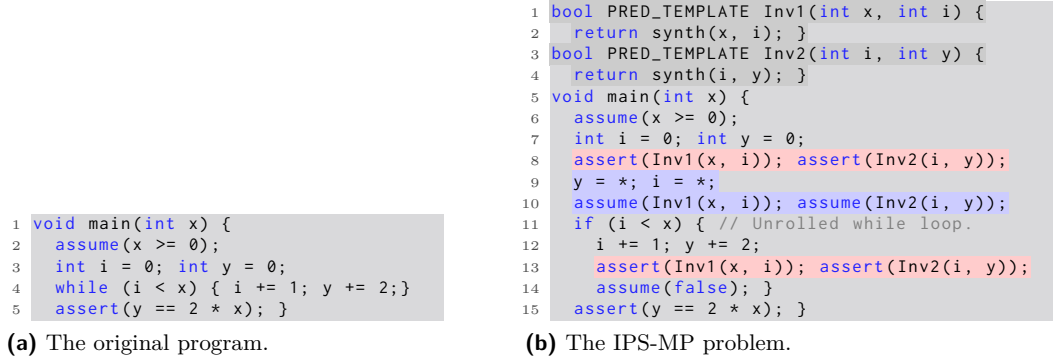 1 void main(int x) {
2   assume(x >= 0);
3   int i = 0; int y = 0;
4   while (i < x) { i += 1; y += 2;}
5   assert(y == 2 * x); }
(a) The original program.
1 bool PRED_TEMPLATE Inv1(int x, int i) {
2   return synth(x, i); }
3 bool PRED_TEMPLATE Inv2(int i, int y) {
4   return synth(i, y); }
5 void main(int x) {
6   assume(x >= 0);
7   int i = 0; int y = 0;
8   assert(Inv1(x, i)); assert(Inv2(i, y));
9   y = *; i = *;
10   assume(Inv1(x, i)); assume(Inv2(i, y));
11   if (i < x) { // Unrolled while loop.
12     i += 1; y += 2;
13     assert(Inv1(x, i)); assert(Inv2(i, y));
14     assume(false); }
15   assert(y == 2 * x); }
(b) The IPS-MP problem.